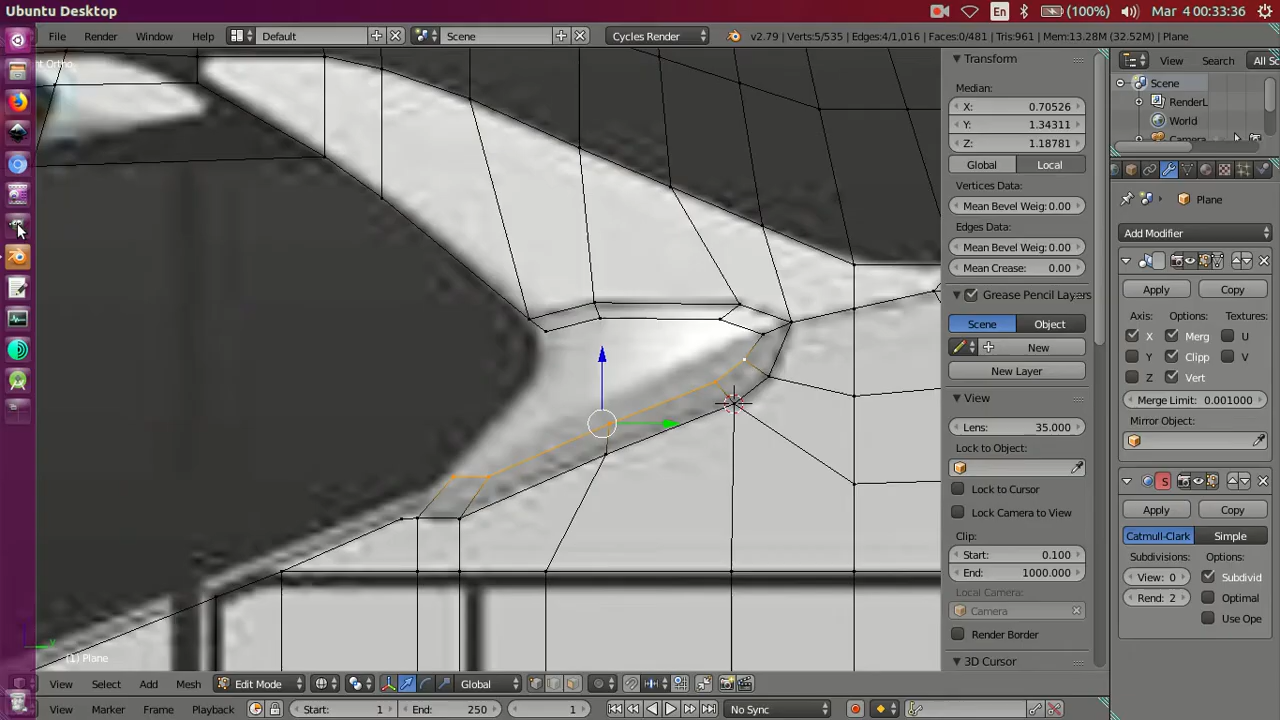 Ubuntu Desktop
En
(100%)
Mar 4 00:33:36
File
Render
Window
Help
Default
Scene
Cycles Render
v2.79 | Verts:5/535 | Edges:4/1,016 | Faces:0/481 | Tris:961 | Mem:13.28M (32.52M) | Plane
View
Search
All Sc
nt Ortho
Transform
Median:
X: 0.70526
Y: 1.34311
Z: 1.18781
Global
Local
Vertices Data:
Mean Bevel Weig: 0.00
Edges Data:
Mean Bevel Weig: 0.00
Mean Crease: 0.00
Grease Pencil Layers
Scene
Object
New
New Layer
View
Lens: 35.000
Lock to Object:
Lock to Cursor
Lock Camera to View
Clip:
Start: 0.100
End: 1000.000
Local Camera:
Camera
Render Border
3D Cursor
Scene
RenderL
World
Camera
Plane
Add Modifier
Apply
Copy
Axis:
Options:
Textures:
X
Merg
U
Y
Clipp
V
Z
Vert
Merge Limit: 0.001000
Mirror Object:
S
Apply
Copy
Catmull-Clark
Simple
Subdivisions:
Options:
View: 0
Subdivid
Rend: 2
Optimal
Use Ope
(1) Plane
View
Select
Add
Mesh
Edit Mode
Global
View
Marker
Frame
Playback
Start: 1
End: 250
1
No Sync